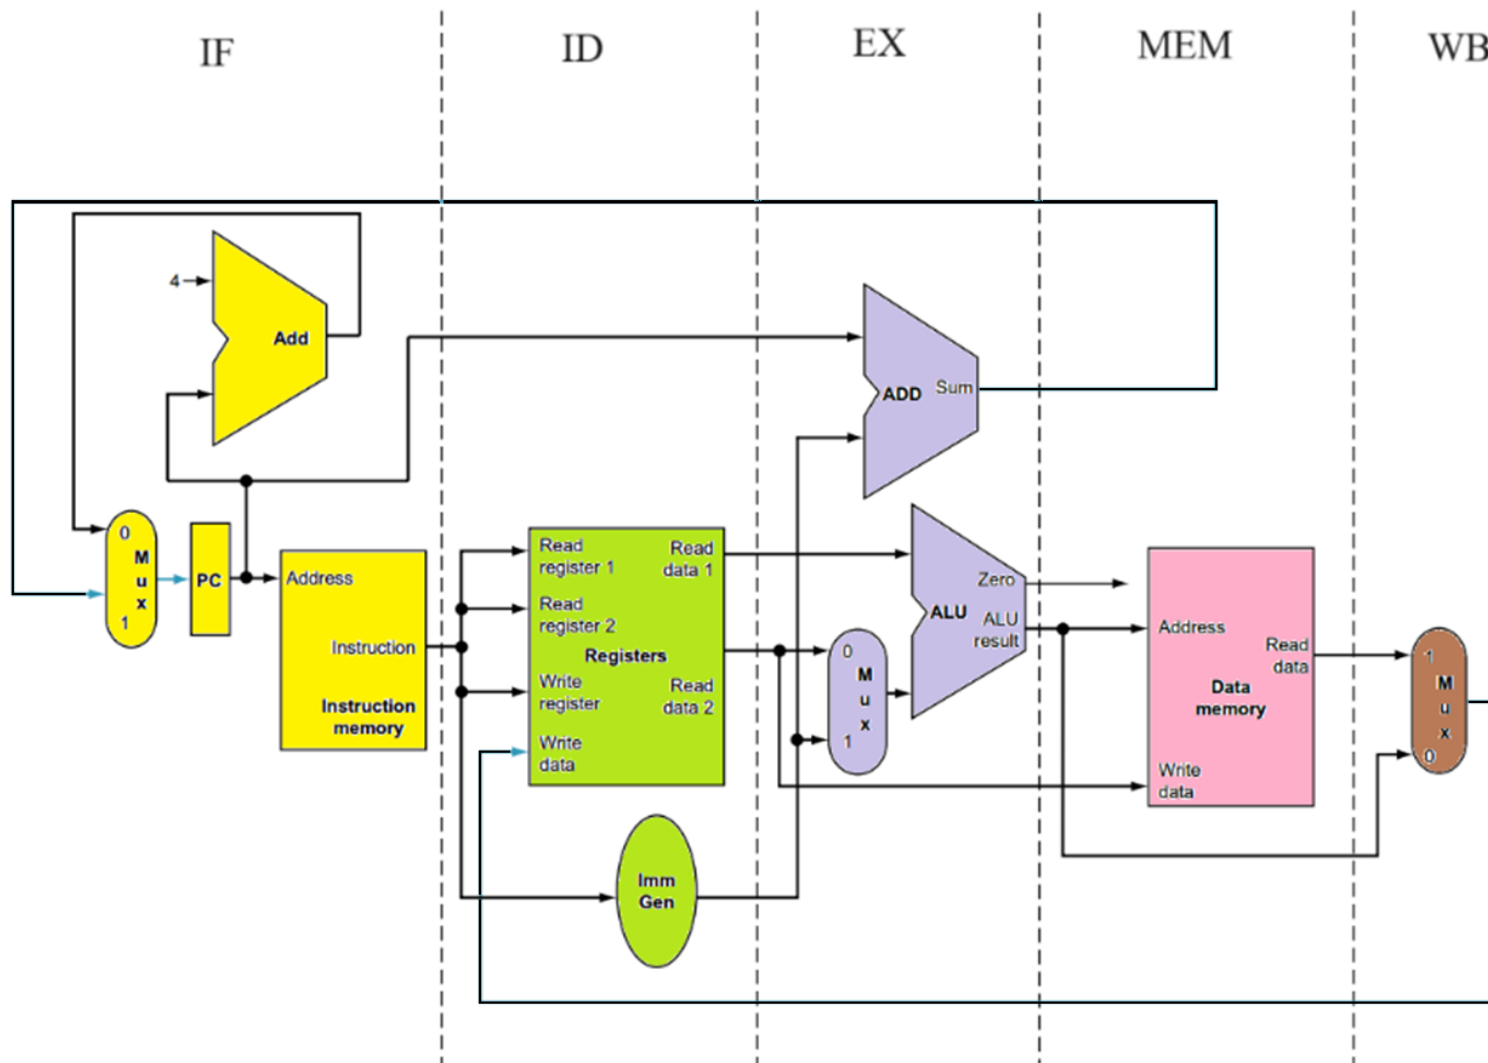 IF
ID
EX
MEM
WB
4
Add
ADD
Sum
0
M
u
x
1
PC
Address
Instruction
Instruction
memory
Read
register 1
Read
data 1
Read
register 2
Registers
Write
register
Read
data 2
Write
data
Imm
Gen
0
M
u
x
1
Zero
ALU
ALU
result
Address
Read
data
Data
memory
Write
data
1
M
u
x
0